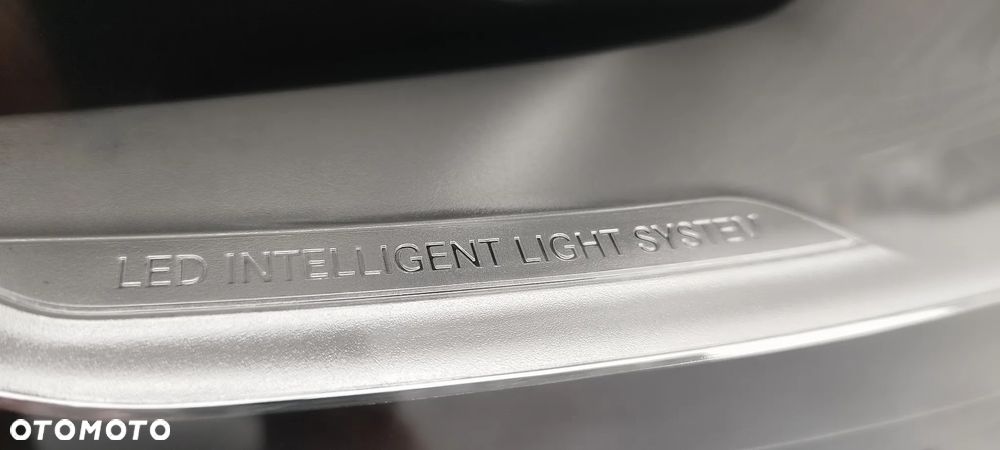 LED INTELLIGENT LIGHT SYSTEM
OTOMOTO